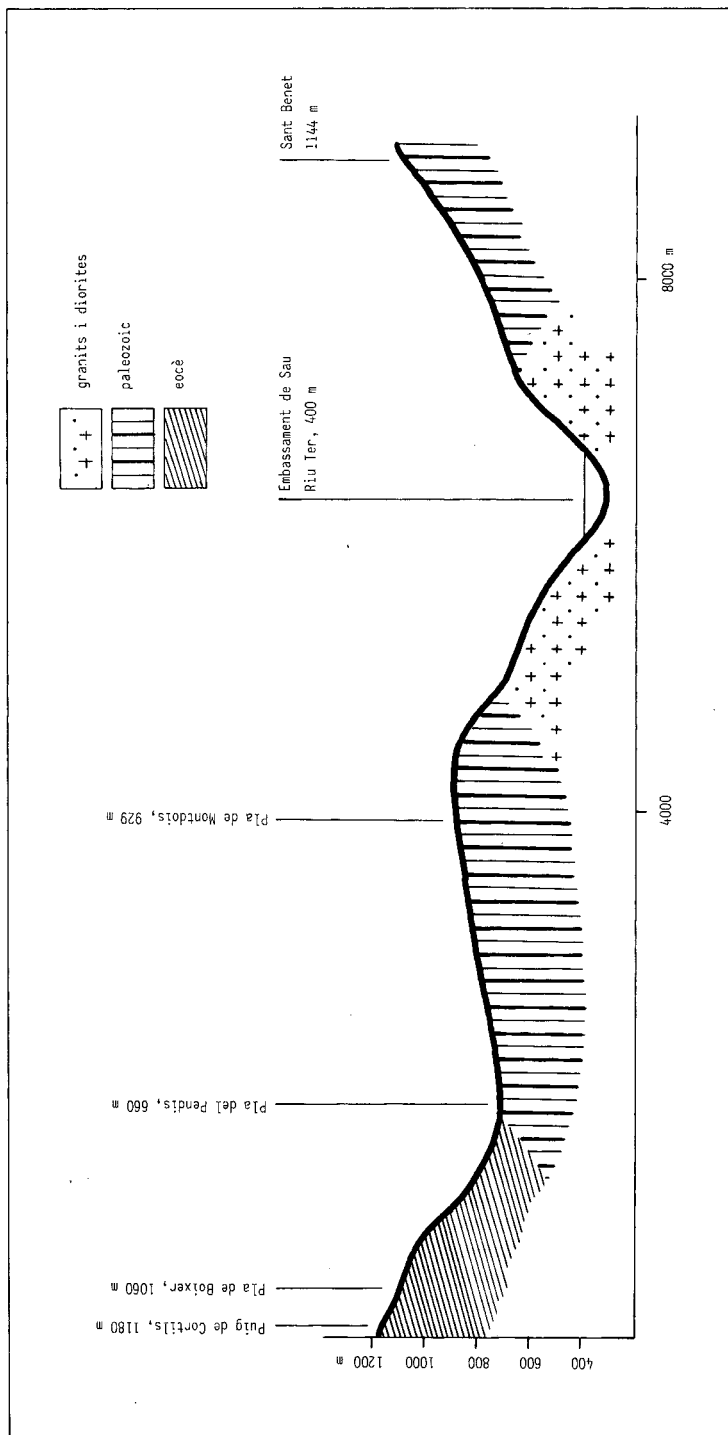 granits i diorites
paleozoic
eocè
Sant Benet
1144 m
Embassament de Sau
Riu Ter, 400 m
Pla de Montdois, 929 m
Pla del Pendis, 660 m
Pla de Boixer, 1060 m
Puig de Cortils, 1180 m
m
1200
1000
800
600
400
4000
8000 m